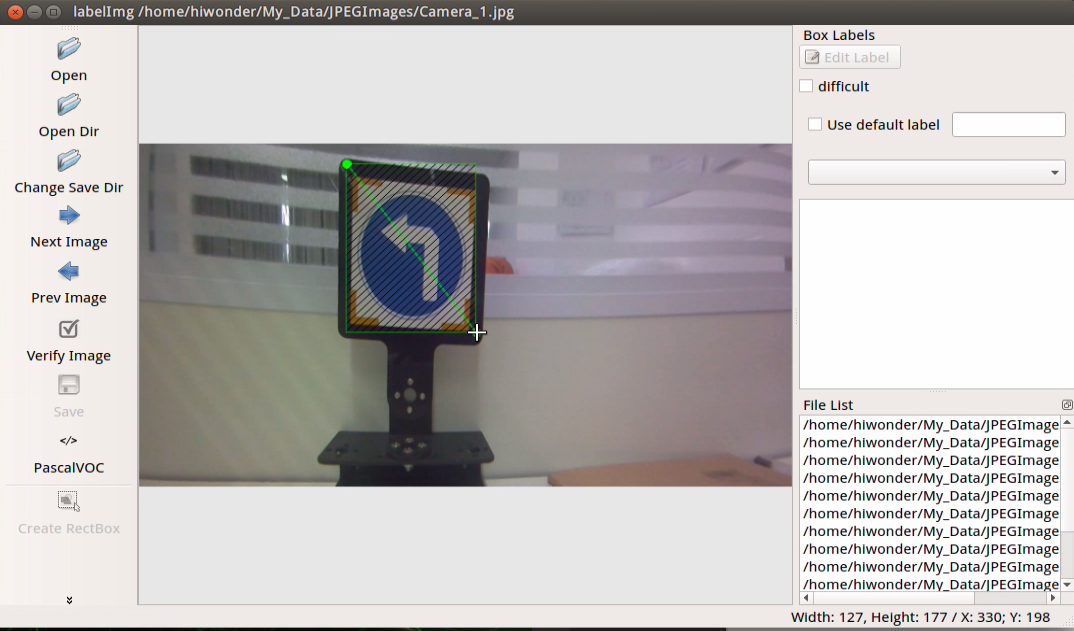 labelImg /home/hiwonder/My_Data/JPEGImages/Camera_1.jpg
Open
Open Dir
Change Save Dir
Next Image
Prev Image
Verify Image
Save
</>
PascalVOC
Create RectBox
Box Labels
Edit Label
difficult
Use default label
File List
/home/hiwonder/My_Data/JPEGImage
/home/hiwonder/My_Data/JPEGImage
/home/hiwonder/My_Data/JPEGImage
/home/hiwonder/My_Data/JPEGImage
/home/hiwonder/My_Data/JPEGImage
/home/hiwonder/My_Data/JPEGImage
/home/hiwonder/My_Data/JPEGImage
/home/hiwonder/My_Data/JPEGImage
/home/hiwonder/My_Data/JPEGImage
/home/hiwonder/My_Data/JPEGImage
Width: 127, Height: 177 / X: 330; Y: 198